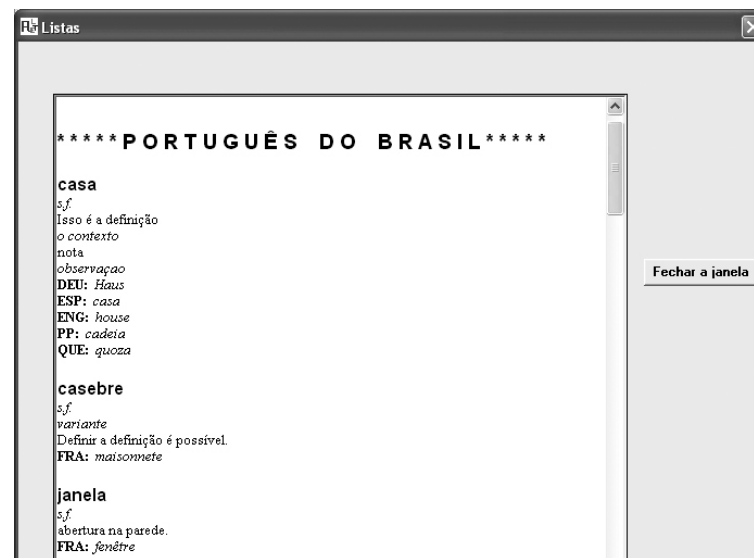 Listas
*****PORTUGUÊS DO BRASIL*****
casa
s.f.
Isso é a definição
o contexto
nota
observaçao
DEU: Haus
ESP: casa
ENG: house
PP: cadeia
QUE: quoza
Fechar a janela
casebre
s.f.
variante
Definir a definição é possível.
FRA: maisonnete
janela
s.f.
abertura na parede.
FRA: fenêtre